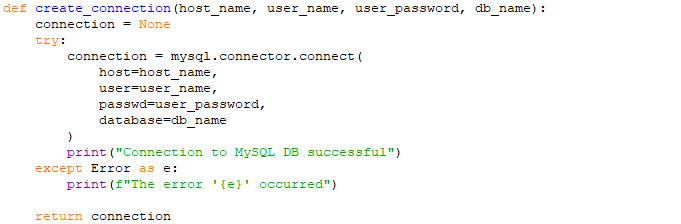 def create_connection(host_name, user_name, user_password, db_name):
    connection = None
    try:
        connection = mysql.connector.connect(
            host=host_name,
            user=user_name,
            passwd=user_password,
            database=db_name
        )
        print("Connection to MySQL DB successful")
    except Error as e:
        print(f"The error '{e}' occurred")

    return connection